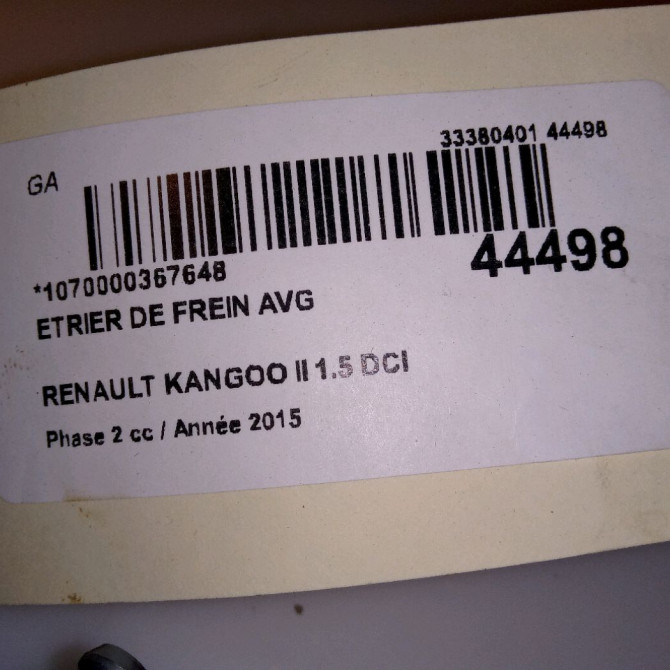 33380401 44498
GA
44498
*1070000367648
ETRIER DE FREIN AVG
RENAULT KANGOO II 1.5 DCI
Phase 2 cc / Année 2015